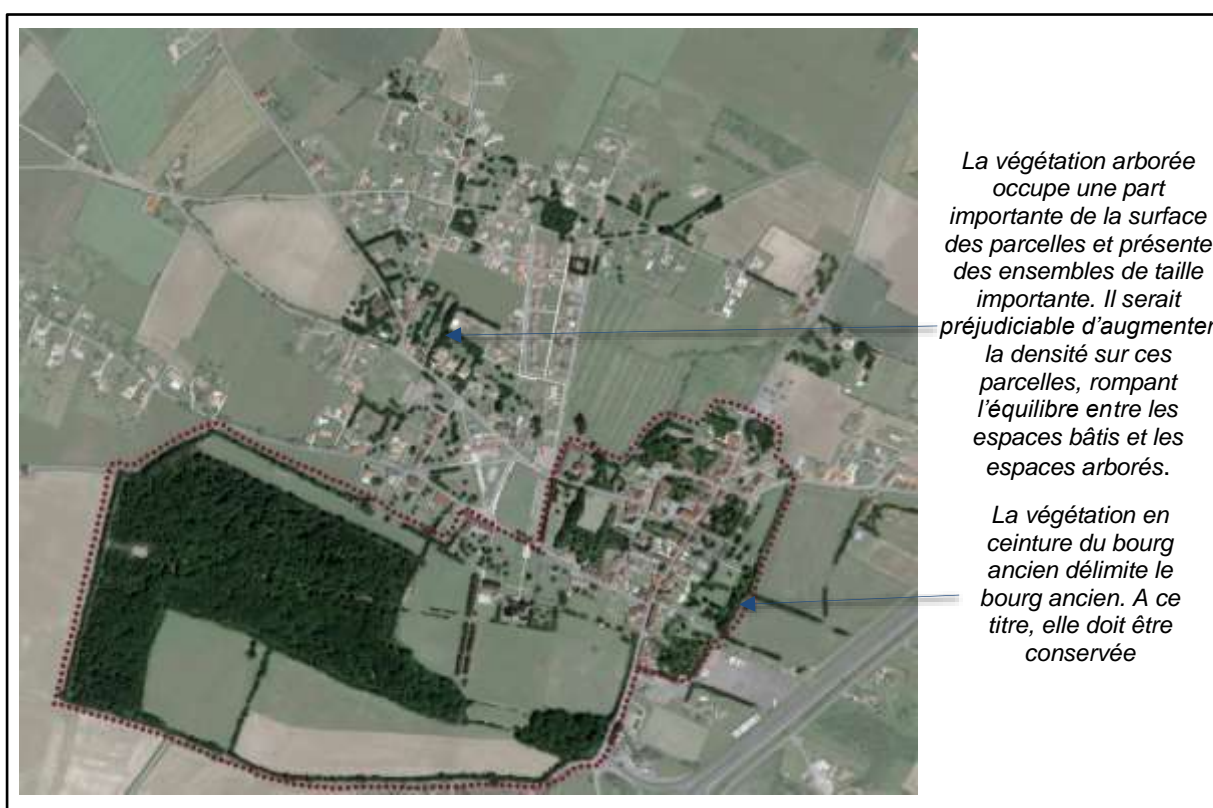 La végétation arborée
occupe une part
importante de la surface
des parcelles et présente
des ensembles de taille
importante. Il serait
préjudiciable d'augmenter
la densité sur ces
parcelles, rompant
l'équilibre entre les
espaces bâtis et les
espaces arborés.
La végétation en
ceinture du bourg
ancien délimite le
bourg ancien. A ce
titre, elle doit être
conservée